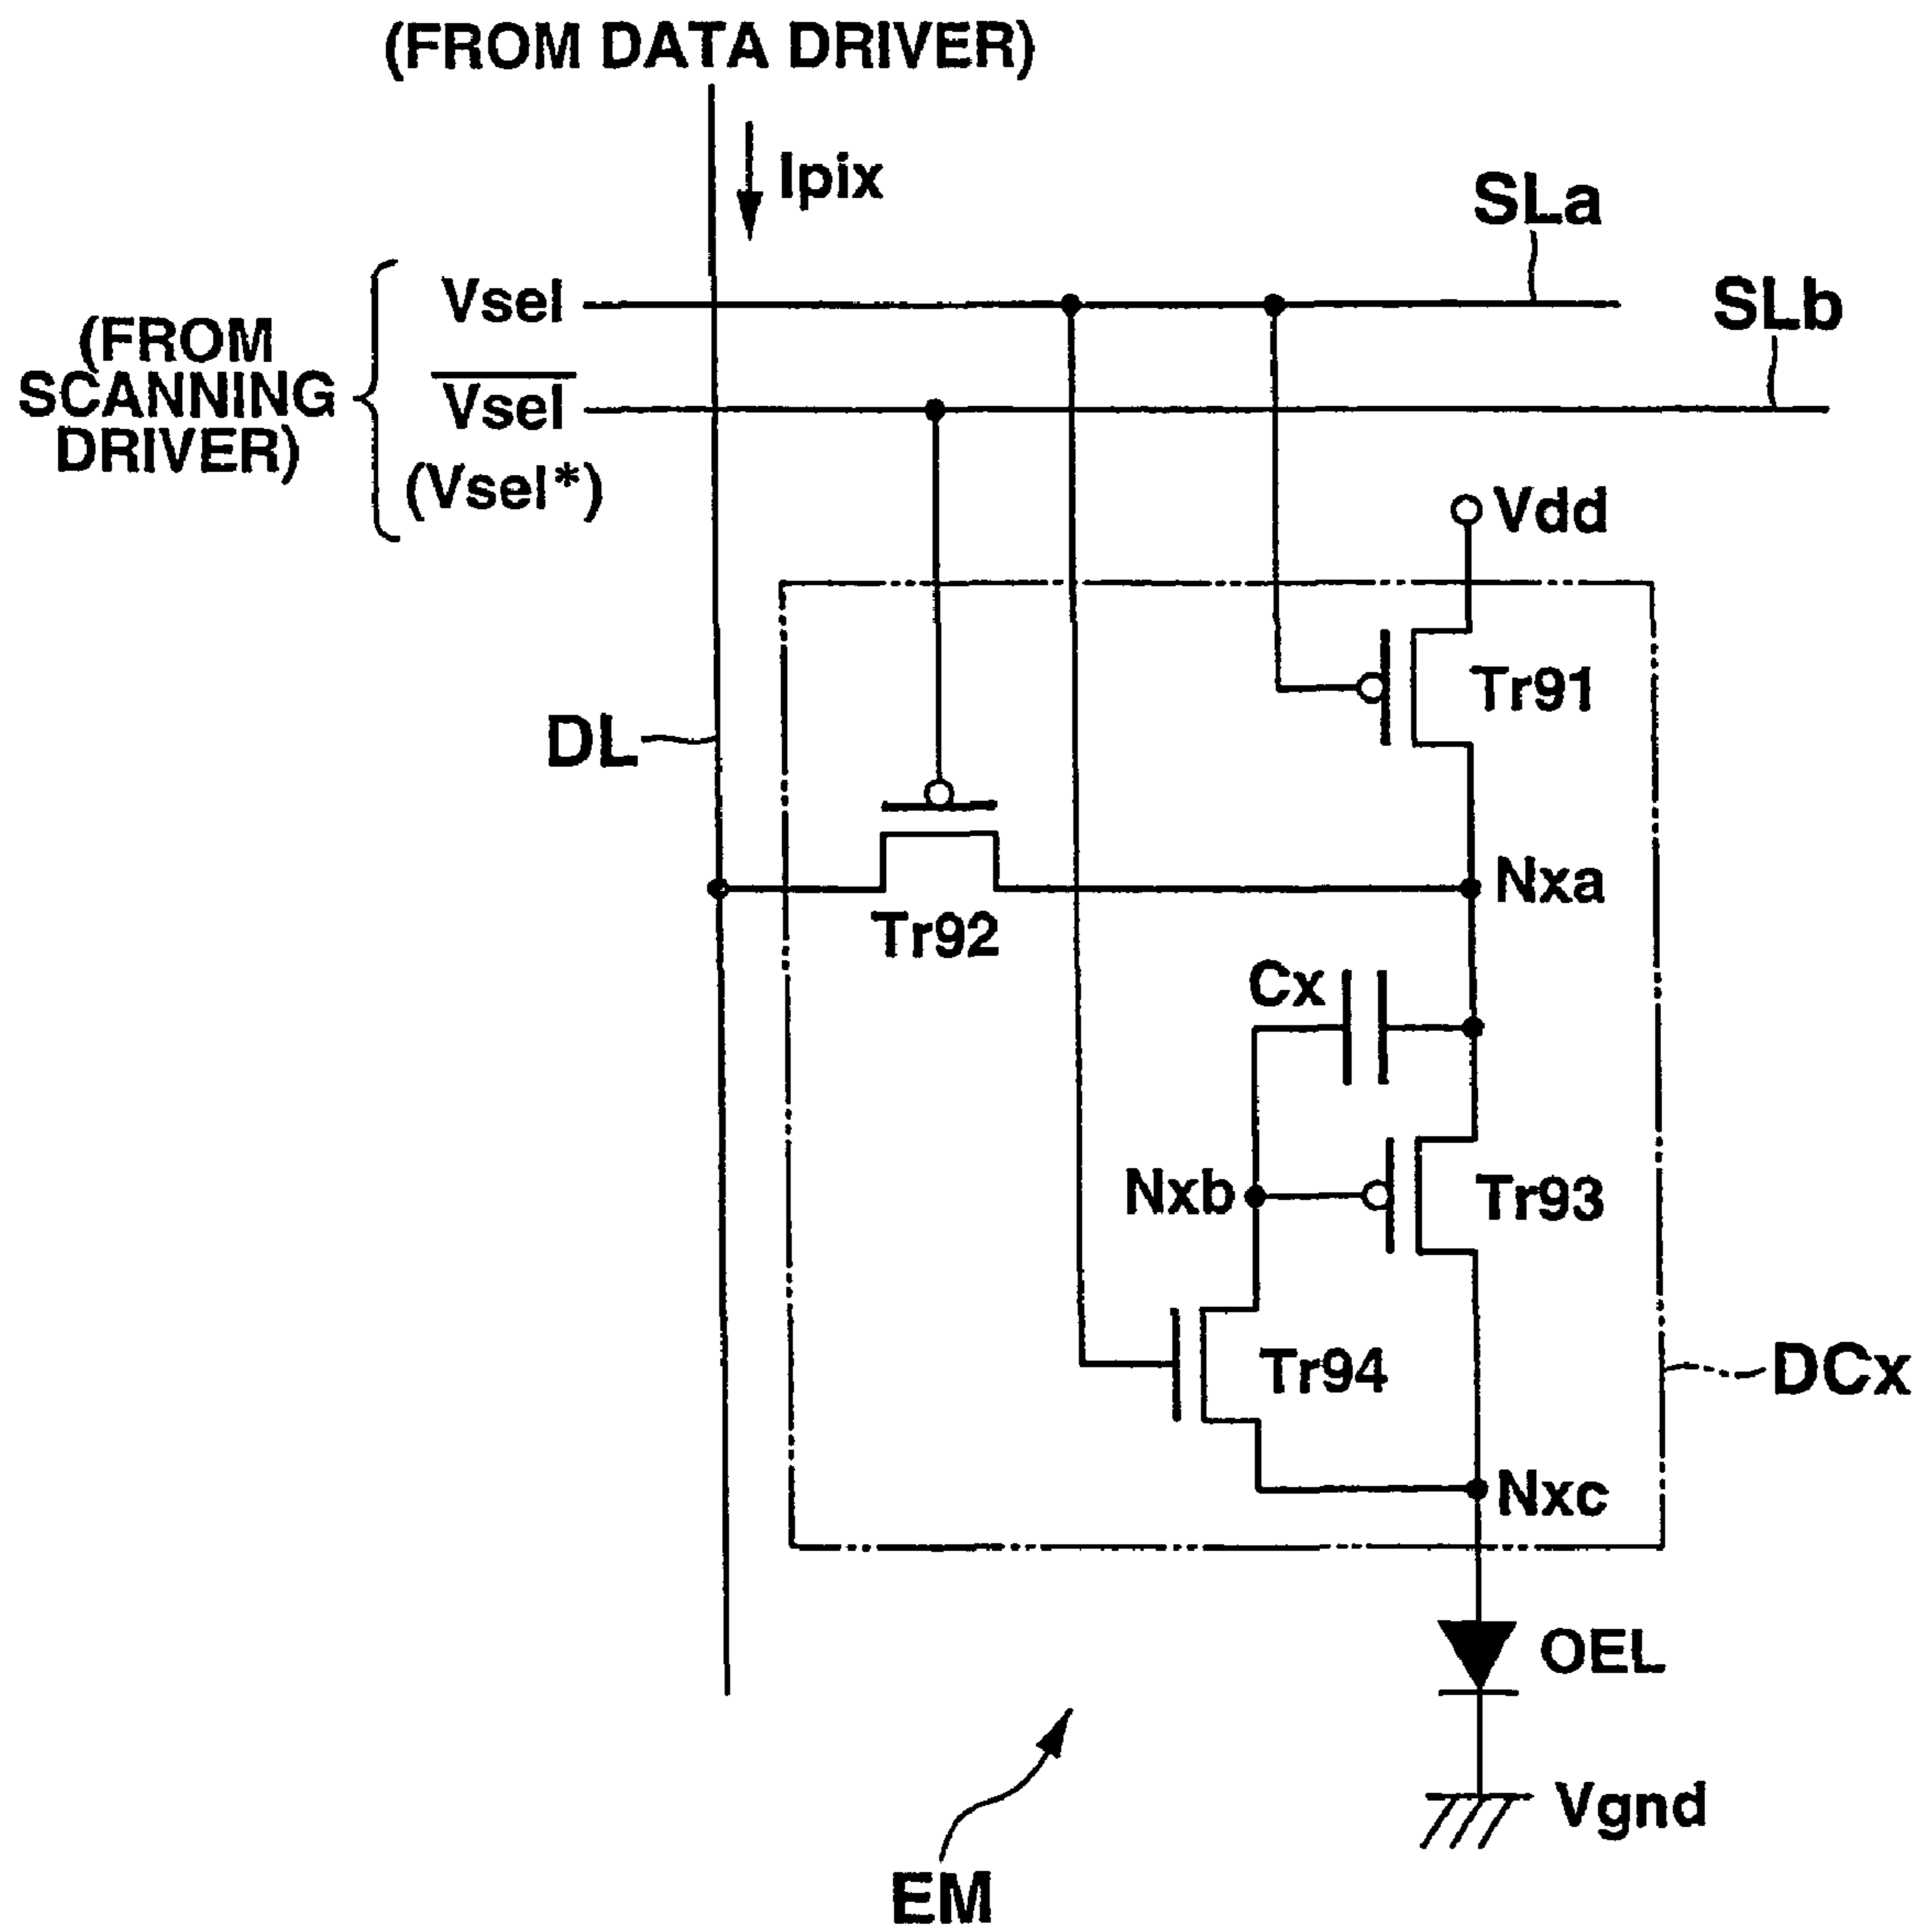 (FROM DATA DRIVER)
Ipix
SLa
SLb
Vsel
(FROM
SCANNING
DRIVER)
V̅s̅e̅l̅
(Vsel*)
Vdd
Tr91
DL
Nxa
Tr92
Cx
Nxb
Tr93
Tr94
DCx
Nxc
OEL
Vgnd
EM